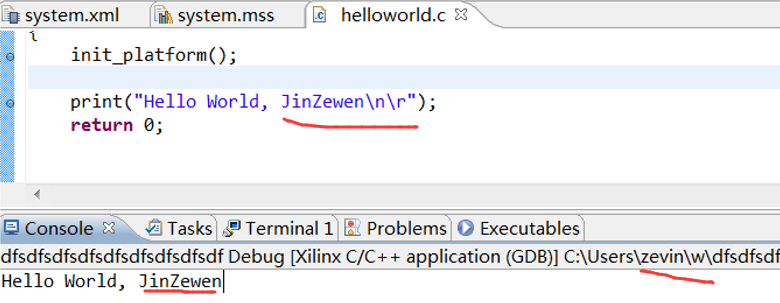 system.xml system.mss helloworld.c
{
init_platform();
print("Hello World, JinZewen\n\r");
return 0;
Console Tasks Terminal 1 Problems Executables
dfsdfsdfsdfsdfsdfsdfsdfsdf Debug [Xilinx C/C++ application (GDB)] C:\Users\zevin\w\dfsdfsdf
Hello World, JinZewen